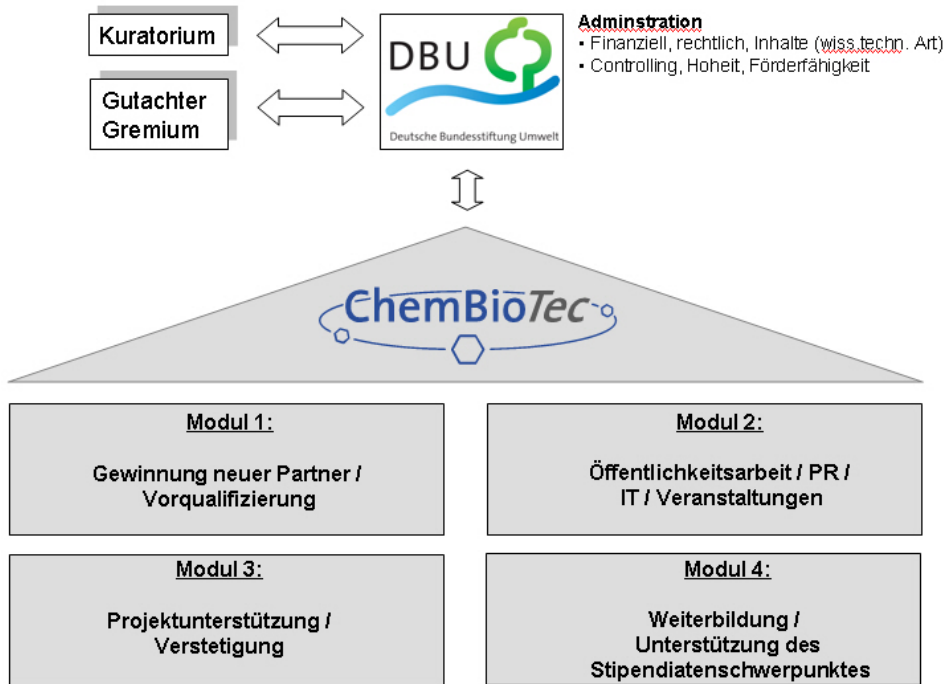 Kuratorium
Gutachter
Gremium
DBU
Deutsche Bundesstiftung Umwelt
Adminstration
• Finanziell, rechtlich, Inhalte (wiss.techn. Art)
• Controlling, Hoheit, Förderfähigkeit
ChemBioTec
Modul 1:
Gewinnung neuer Partner /
Vorqualifizierung
Modul 2:
Öffentlichkeitsarbeit / PR /
IT / Veranstaltungen
Modul 3:
Projektunterstützung /
Verstetigung
Modul 4:
Weiterbildung /
Unterstützung des
Stipendiatenschwerpunktes